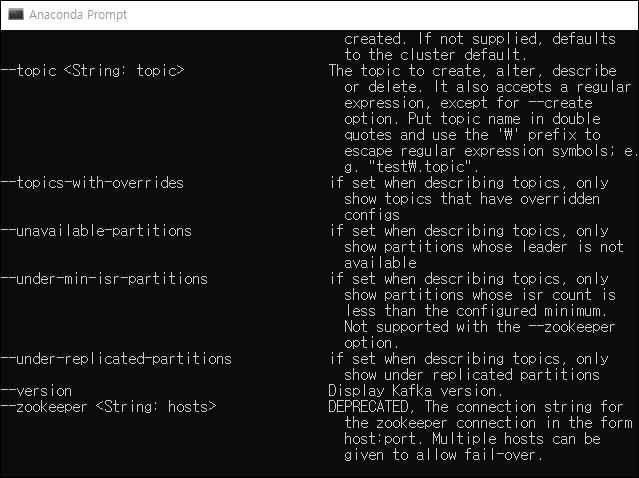 Anaconda Prompt
created. If not supplied, defaults
to the cluster default.
--topic <String: topic> The topic to create, alter, describe
or delete. It also accepts a regular
expression, except for --create
option. Put topic name in double
quotes and use the '₩' prefix to
escape regular expression symbols; e.
g. "test₩.topic".
--topics-with-overrides if set when describing topics, only
show topics that have overridden
configs
--unavailable-partitions if set when describing topics, only
show partitions whose leader is not
available
--under-min-isr-partitions if set when describing topics, only
show partitions whose isr count is
less than the configured minimum.
Not supported with the --zookeeper
option.
--under-replicated-partitions if set when describing topics, only
show under replicated partitions
--version Display Kafka version.
--zookeeper <String: hosts> DEPRECATED, The connection string for
the zookeeper connection in the form
host:port. Multiple hosts can be
given to allow fail-over.